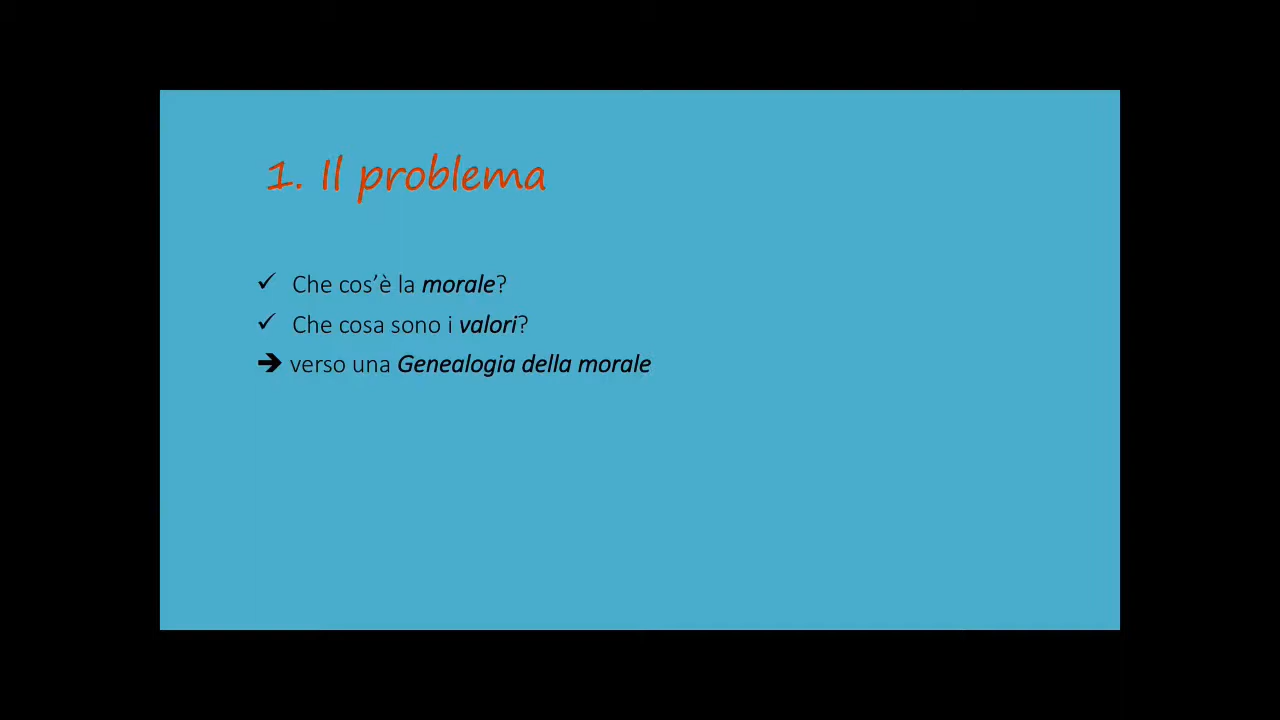 1. Il problema
✓ Che cos’è la morale?
✓ Che cosa sono i valori?
➔ verso una Genealogia della morale